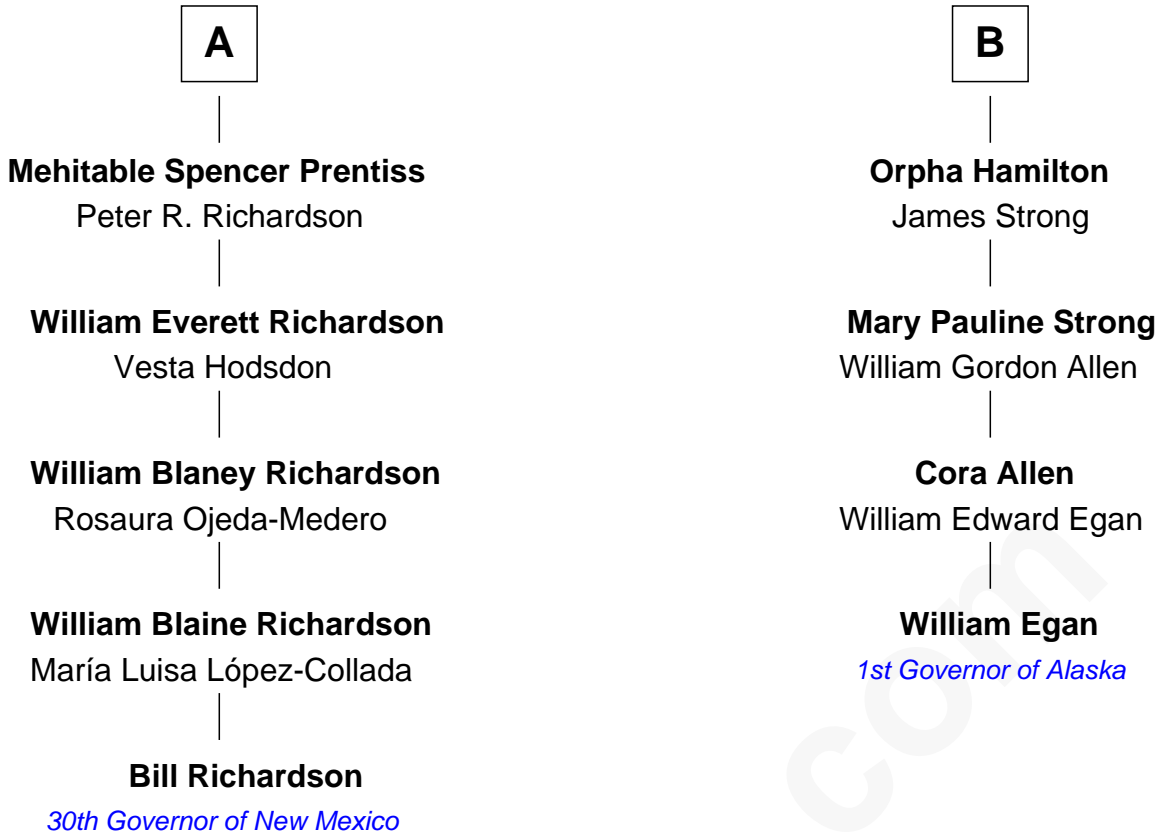 A
Mehitable Spencer Prentiss
Peter R. Richardson
William Everett Richardson
Vesta Hodsdon
William Blaney Richardson
Rosaura Ojeda-Medero
William Blaine Richardson
María Luisa López-Collada
Bill Richardson
30th Governor of New Mexico
B
Orpha Hamilton
James Strong
Mary Pauline Strong
William Gordon Allen
Cora Allen
William Edward Egan
William Egan
1st Governor of Alaska
com